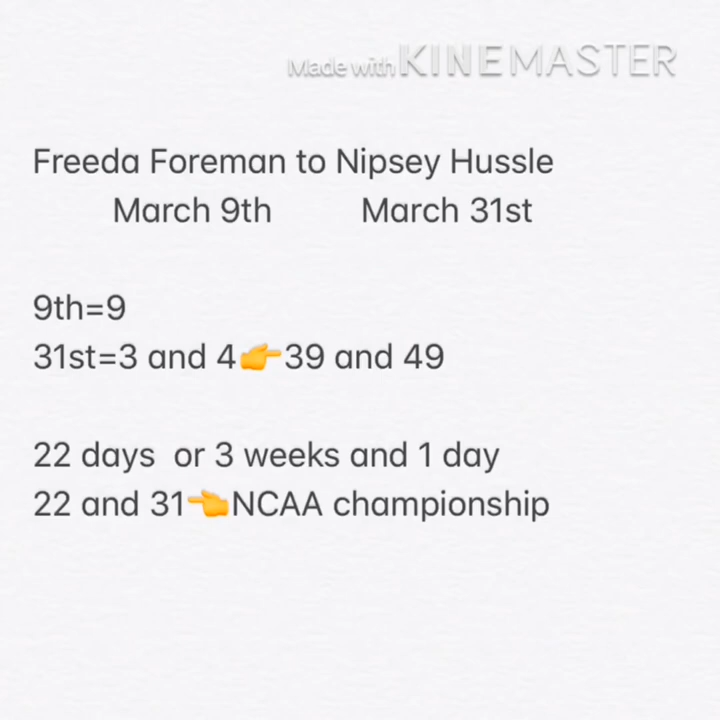 Made with KINEMASTER
Freeda Foreman to Nipsey Hussle
March 9th March 31st
9th=9
31st=3 and 4👉39 and 49
22 days or 3 weeks and 1 day
22 and 31👈NCAA championship